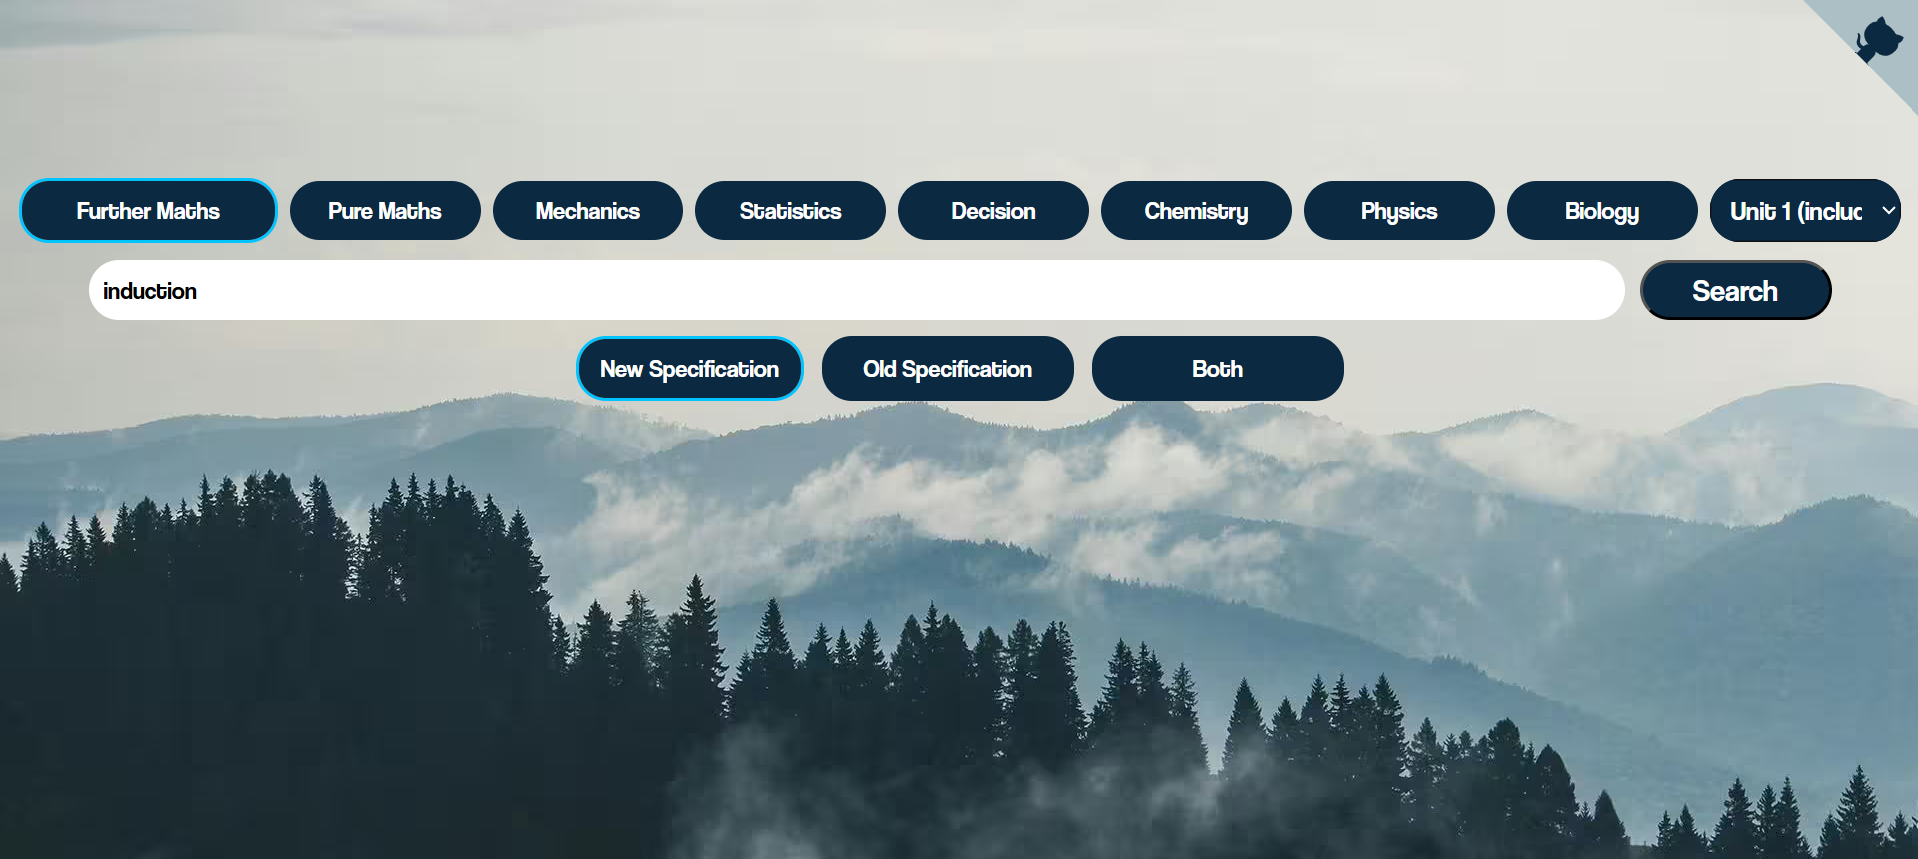 Further Maths
Pure Maths
Mechanics
Statistics
Decision
Chemistry
Physics
Biology
Unit 1 (includ
induction
Search
New Specification
Old Specification
Both